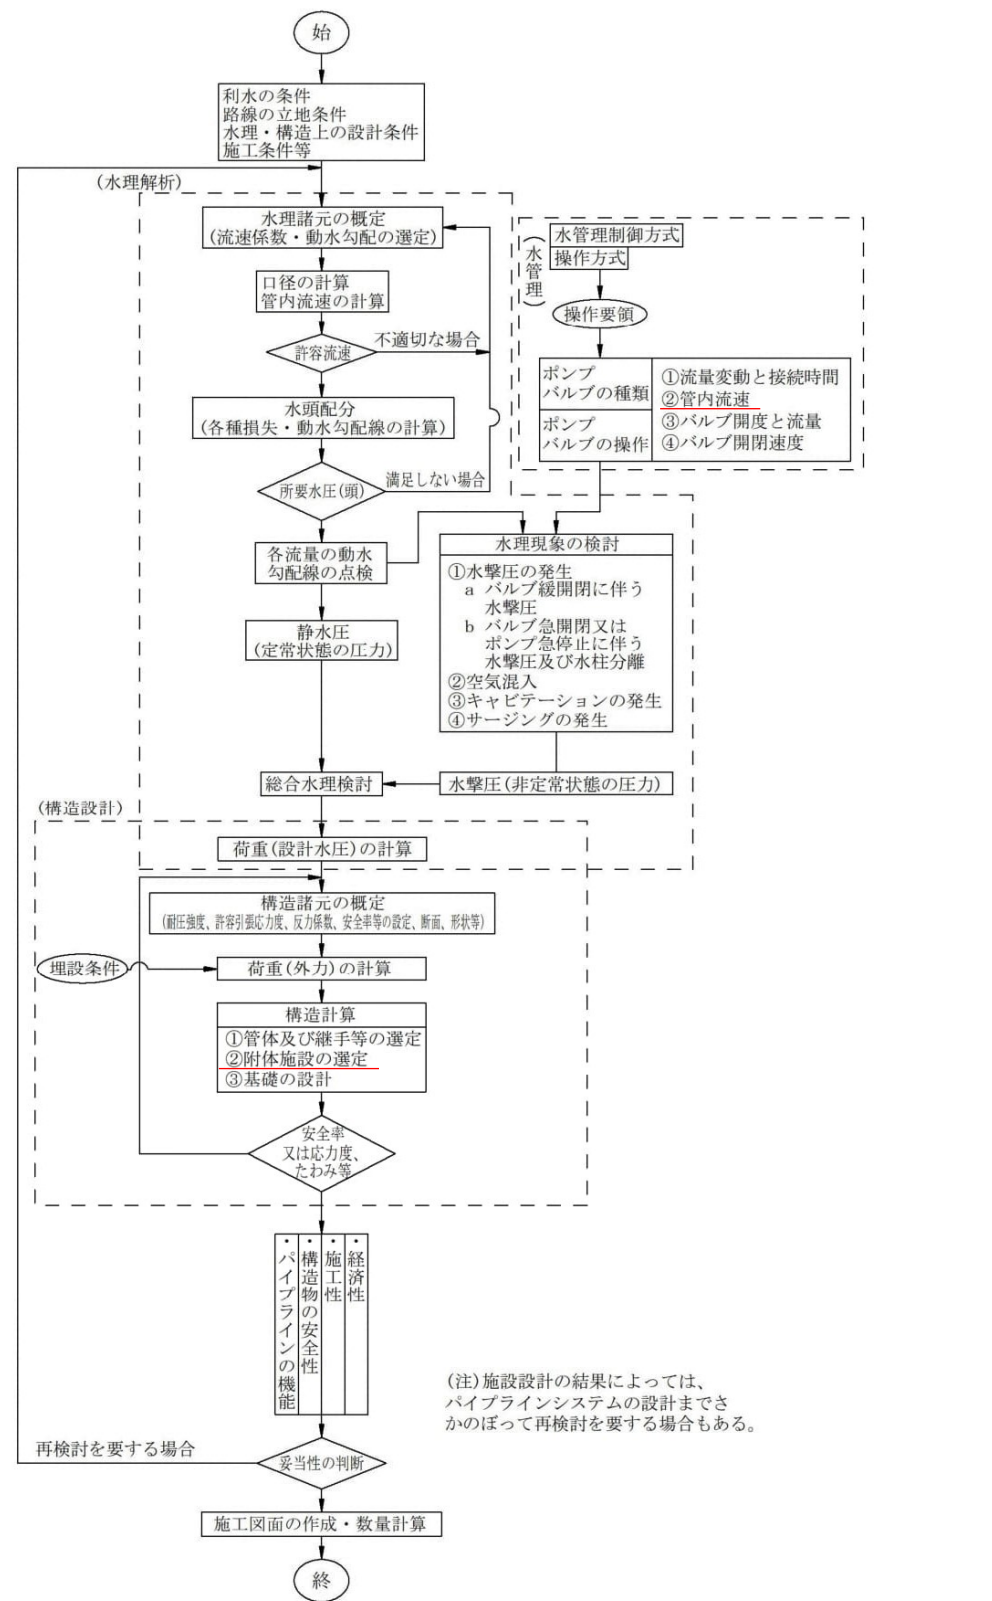 始
利水の条件
路線の立地条件
水理・構造上の設計条件
施工条件等
(水理解析)
水理諸元の概定
(流速係数・動水勾配の選定)
口径の計算
管内流速の計算
許容流速
不適切な場合
水頭配分
(各種損失・動水勾配線の計算)
所要水圧(頭)
満足しない場合
各流量の動水
勾配線の点検
静水圧
(定常状態の圧力)
(水管理)
水管理制御方式
操作方式
操作要領
ポンプ
バルブの種類
ポンプ
バルブの操作
①流量変動と接続時間
②管内流速
③バルブ開度と流量
④バルブ開閉速度
水理現象の検討
①水撃圧の発生
a バルブ緩開閉に伴う
水撃圧
b バルブ急開閉又は
ポンプ急停止に伴う
水撃圧及び水柱分離
②空気混入
③キャビテーションの発生
④サージングの発生
総合水理検討
水撃圧(非定常状態の圧力)
(構造設計)
荷重(設計水圧)の計算
構造諸元の概定
(耐圧強度、許容引張応力度、反力係数、安全率等の設定、断面、形状等)
埋設条件
荷重(外力)の計算
構造計算
①管体及び継手等の選定
②附体施設の選定
③基礎の設計
安全率
又は応力度、
たわみ等
・経済性
・施工性
・構造物の安全性
・パイプラインの機能
(注)施設設計の結果によっては、
パイプラインシステムの設計までさ
かのぼって再検討を要する場合もある。
再検討を要する場合
妥当性の判断
施工図面の作成・数量計算
終